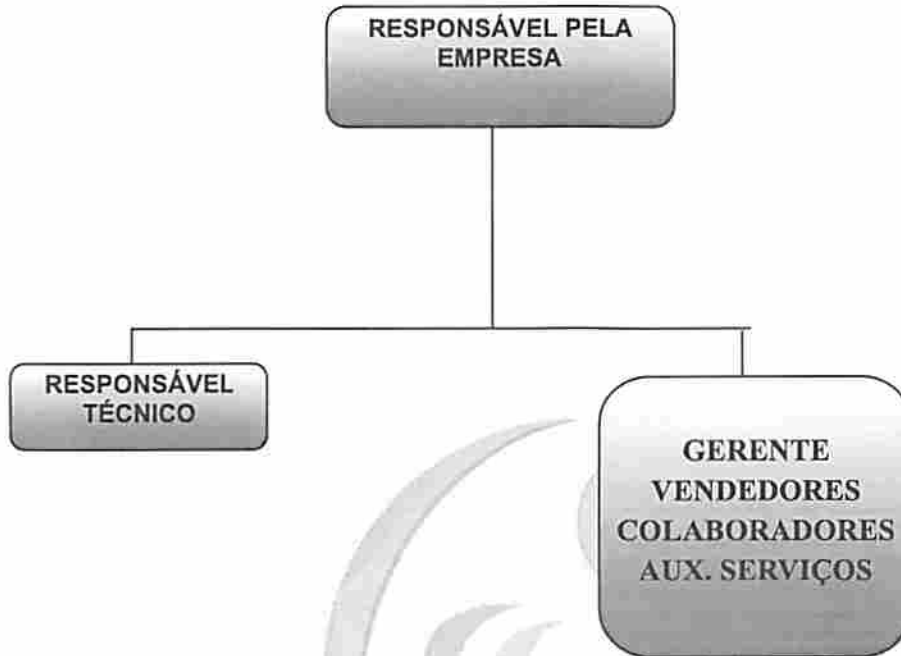 RESPONSÁVEL PELA
EMPRESA
RESPONSÁVEL
TÉCNICO
GERENTE
VENDEDORES
COLABORADORES
AUX. SERVIÇOS